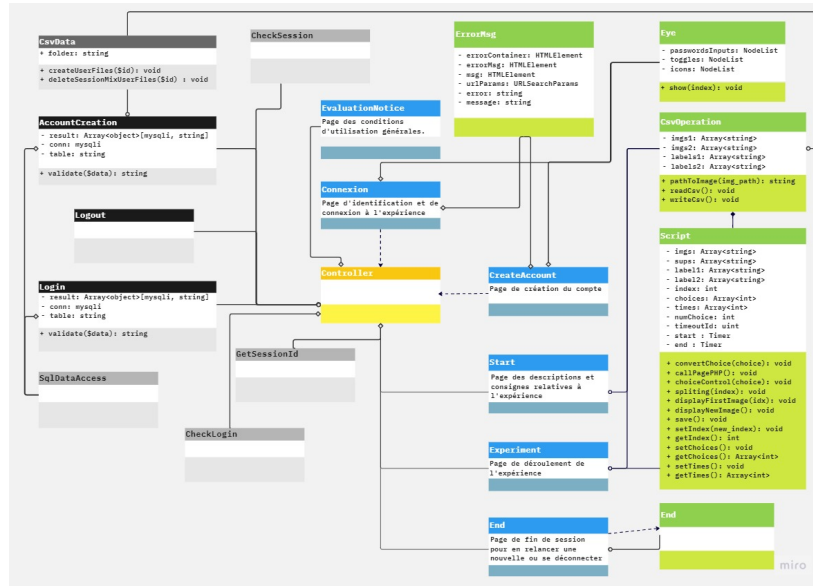 CsvData
+ folder: string
+ createUserFiles($id): void
+ deleteSessionMixUserFiles($id) : void
AccountCreation
- result: Array<object>[mysqli, string]
- conn: mysqli
- table: string
+ validate($data): string
Logout
Login
- result: Array<object>[mysqli, string]
- conn: mysqli
- table: string
+ validate($data): string
SqlDataAccess
CheckSession
EvaluationNotice
Page des conditions
d'utilisation générales.
Connexion
Page d'identification et de
connexion à l'expérience
Controller
GetSessionId
CheckLogin
ErrorMsg
- errorContainer: HTMLElement
- errorMsg: HTMLElement
- msg: HTMLElement
- urlParams: URLSearchParams
- error: string
- message: string
CreateAccount
Page de création du compte
Start
Page des descriptions et
consignes relatives à
l'expérience
Experiment
Page de déroulement de
l'expérience
End
Page de fin de session
pour en relancer une
nouvelle ou se déconnecter
Eye
- passwordsInputs: NodeList
- toggles: NodeList
- icons: NodeList
+ show(index): void
CsvOperation
- imgs1: Array<string>
- imgs2: Array<string>
- labels1: Array<string>
- labels2: Array<string>
+ pathToImage(img_path): string
+ readCsv(): void
+ writeCsv(): void
Script
- imgs: Array<string>
- sups: Array<string>
- label1: Array<string>
- label2: Array<string>
- index: int
- choices: Array<int>
- times: Array<int>
- numChoice: int
- timeoutId: uint
- start : Timer
- end : Timer
+ convertChoice(choice): void
+ callPagePHP(): void
+ choiceControl(choice): void
+ spliting(index): void
+ displayFirstImage(idx): void
+ displayNewImage(): void
+ save(): void
+ setIndex(new_index): void
+ getIndex(): int
+ setChoices(): void
+ getChoices(): Array<int>
+ setTimes(): void
+ getTimes(): Array<int>
End
miro